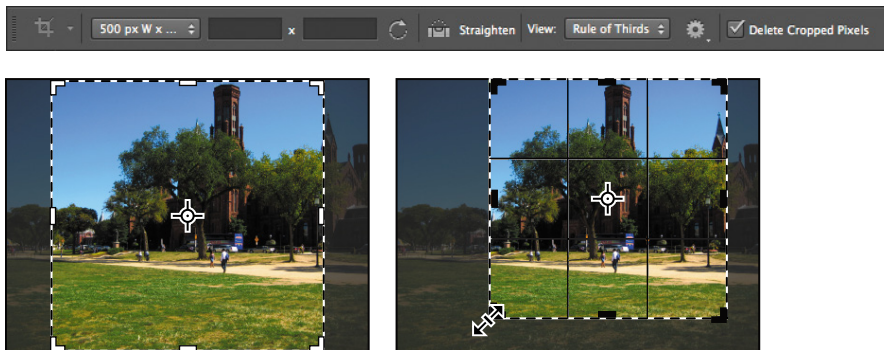 500 px W x ... x Straighten View: Rule of Thirds Delete Cropped Pixels